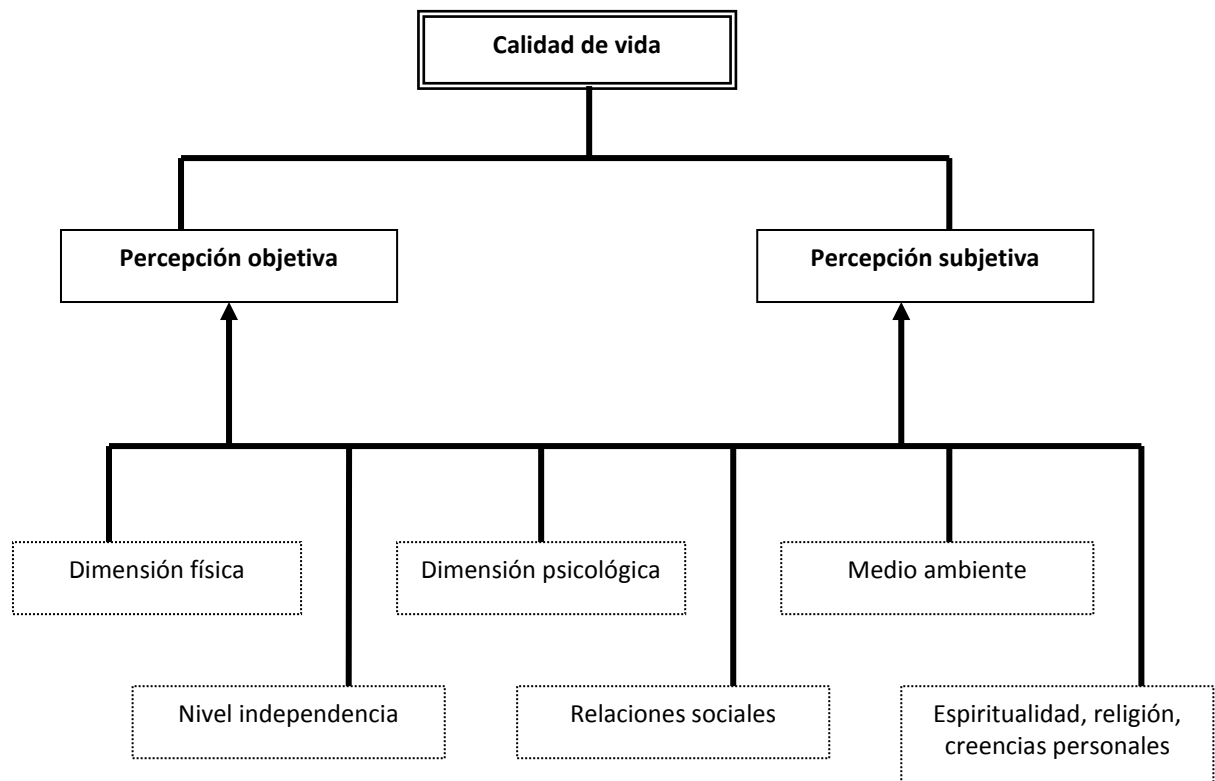 Calidad de vida
Percepción objetiva
Percepción subjetiva
Dimensión física
Dimensión psicológica
Medio ambiente
Nivel independencia
Relaciones sociales
Espiritualidad, religión,
creencias personales